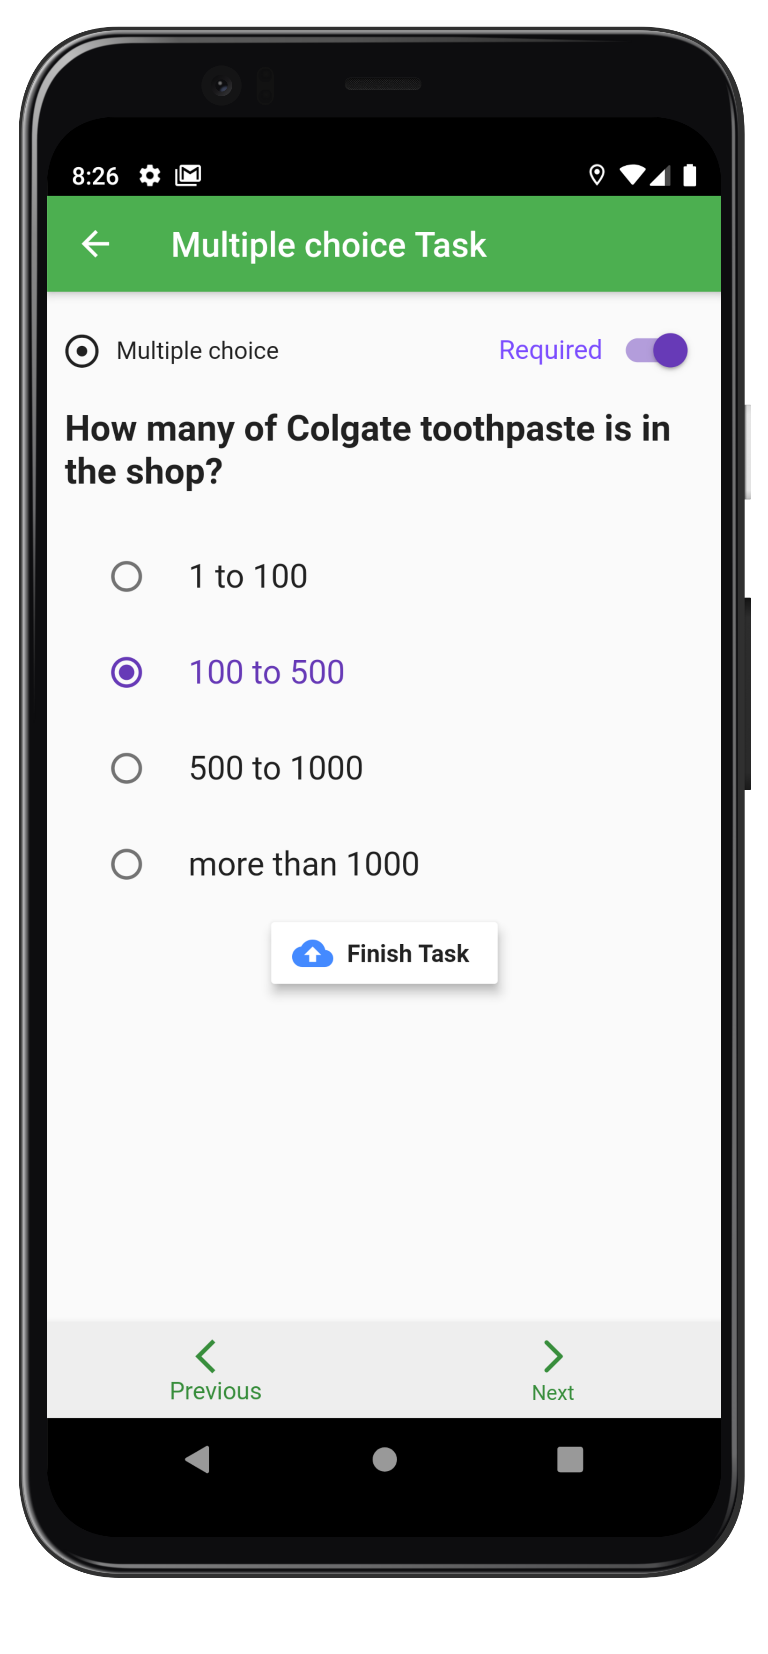 8:26
Multiple choice Task
Multiple choice
Required
How many of Colgate toothpaste is in
the shop?
1 to 100
100 to 500
500 to 1000
more than 1000
Finish Task
Previous
Next